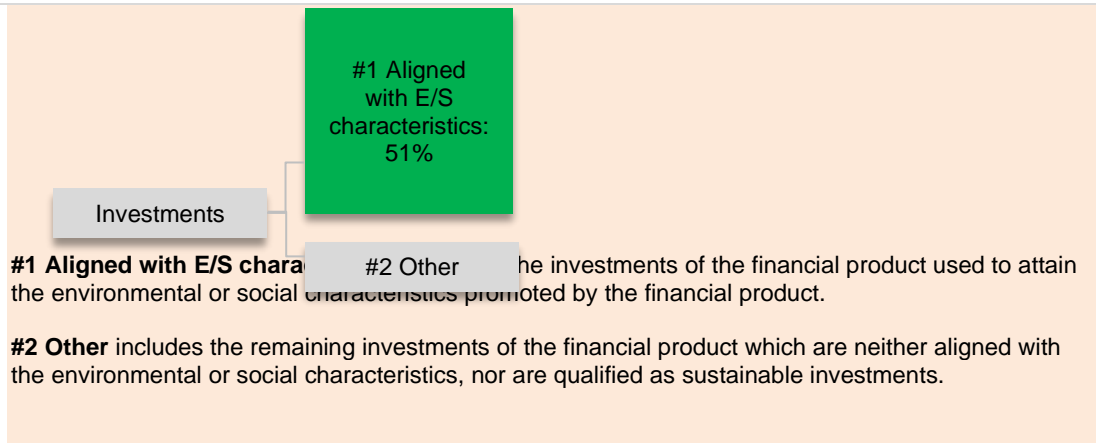 #1 Aligned
with E/S
characteristics:
51%
Investments
#2 Other
#1 Aligned with E/S chara he investments of the financial product used to attain
the environmental or social characteristics promoted by the financial product.
#2 Other includes the remaining investments of the financial product which are neither aligned with
the environmental or social characteristics, nor are qualified as sustainable investments.